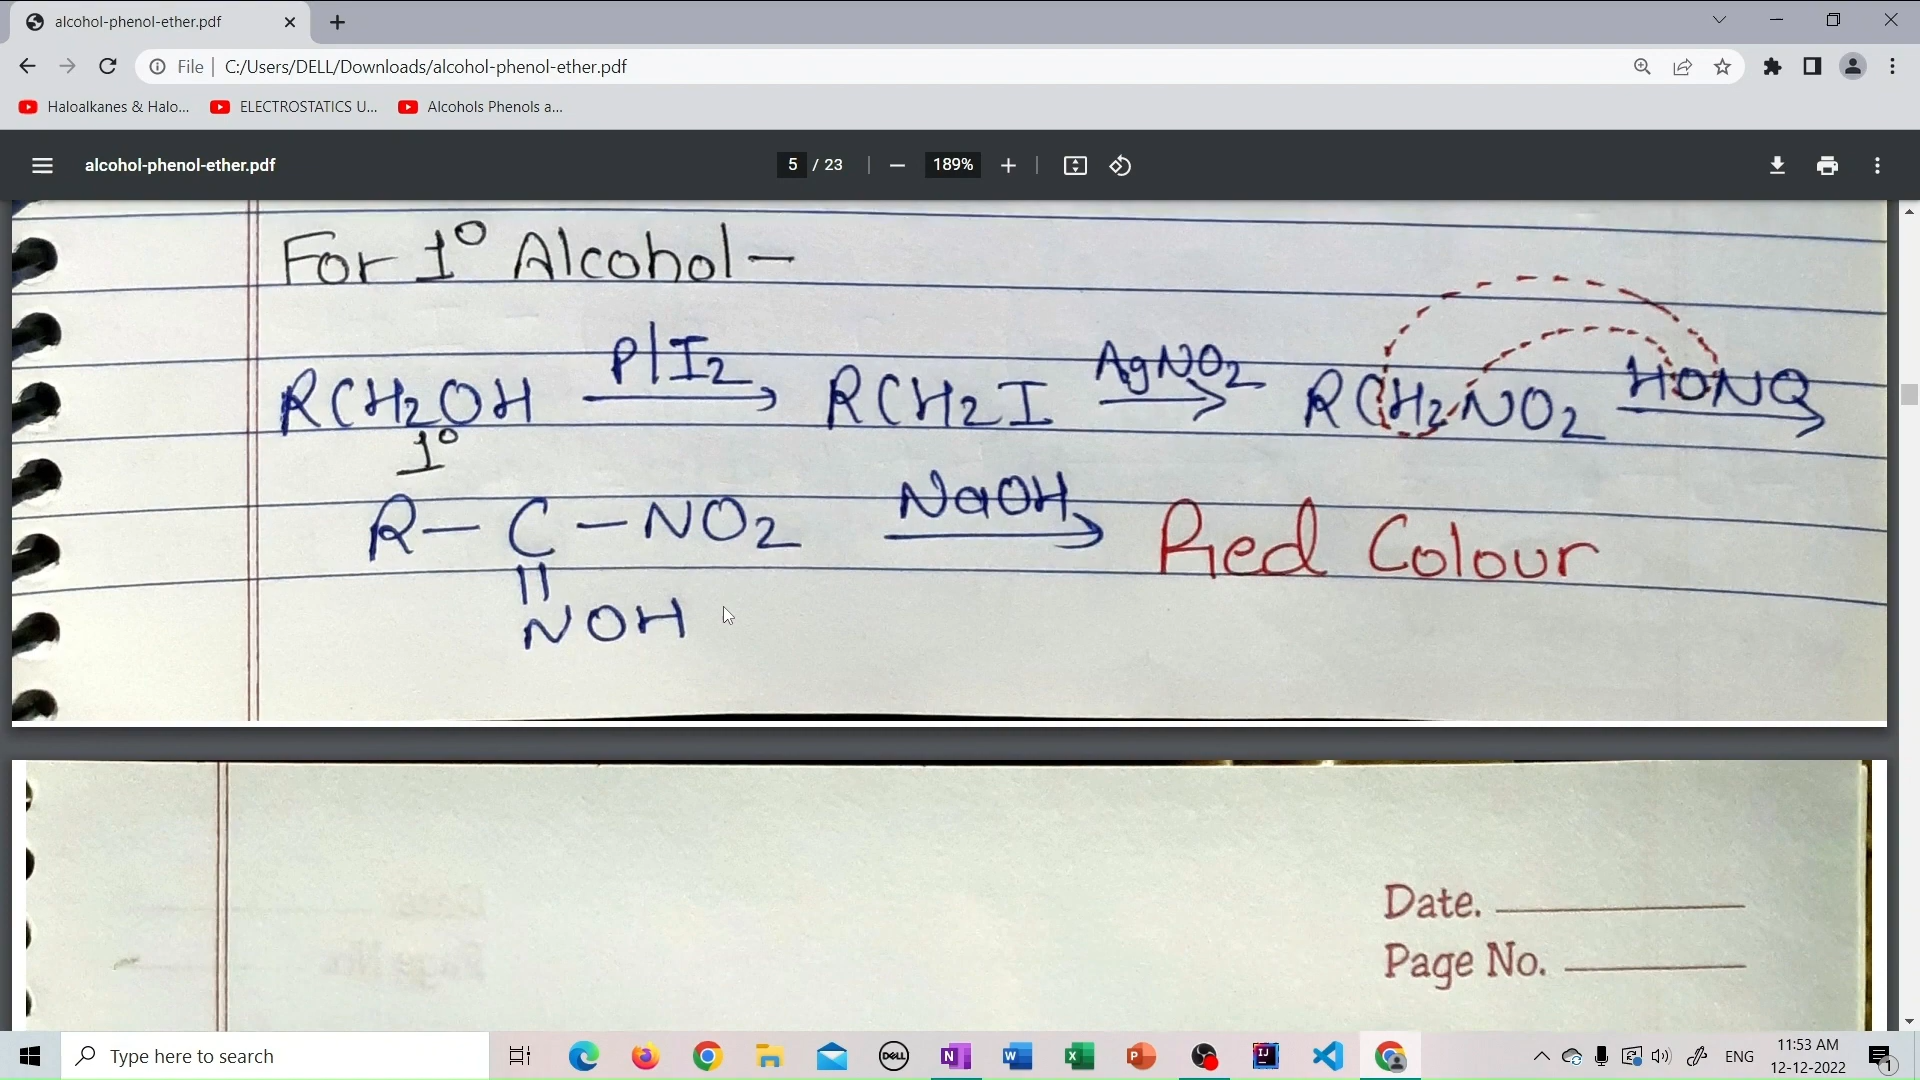 alcohol-phenol-ether.pdf
File | C:/Users/DELL/Downloads/alcohol-phenol-ether.pdf
Haloalkanes & Halo... ELECTROSTATICS U... Alcohols Phenols a...
alcohol-phenol-ether.pdf 5 / 23 189%
For 1° Alcohol -
RCH2OH P/I2 → RCH2I AgNO2 → RCH2NO2 HONO →
1°
R - C - NO2 NaOH → Red Colour
NOH
Date.
Page No.
Type here to search DELL ENG 11:53 AM
12-12-2022 1